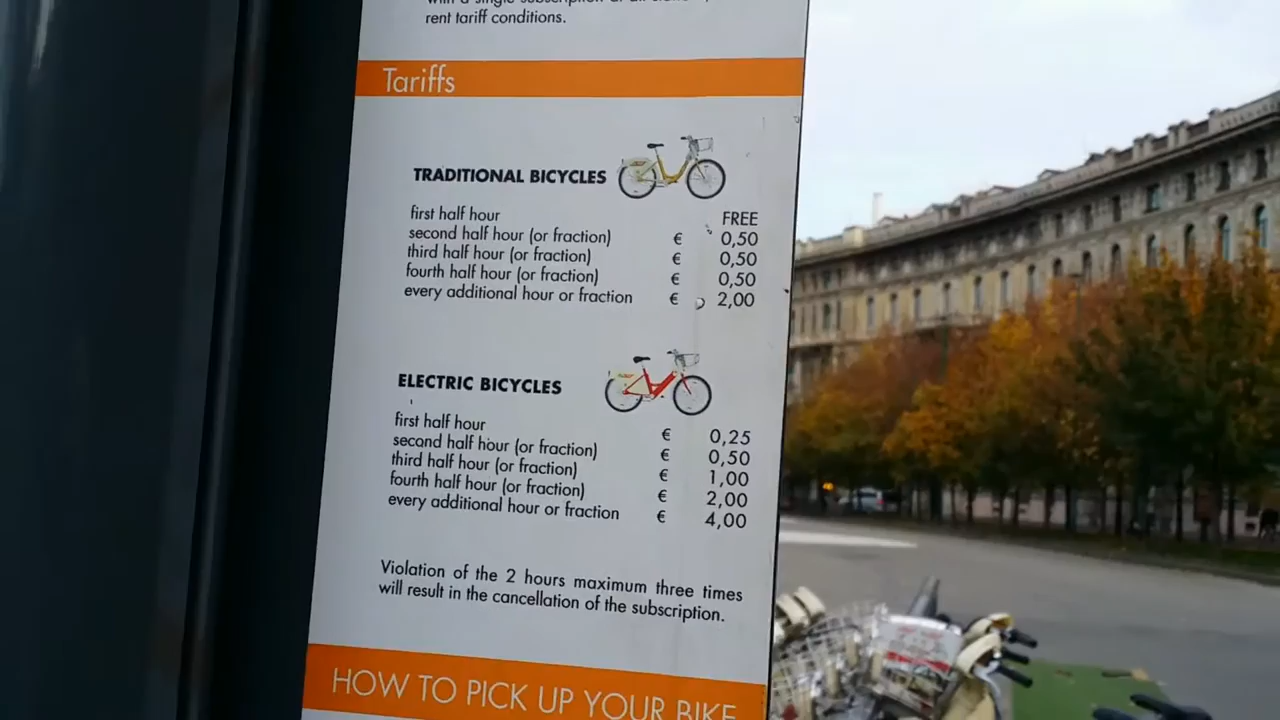 with a single subscription at all
rent tariff conditions.
Tariffs
TRADITIONAL BICYCLES
first half hour FREE
second half hour (or fraction) € 0,50
third half hour (or fraction) € 0,50
fourth half hour (or fraction) € 0,50
every additional hour or fraction € 2,00
ELECTRIC BICYCLES
first half hour € 0,25
second half hour (or fraction) € 0,50
third half hour (or fraction) € 1,00
fourth half hour (or fraction) € 2,00
every additional hour or fraction € 4,00
Violation of the 2 hours maximum three times
will result in the cancellation of the subscription.
HOW TO PICK UP YOUR BIKE